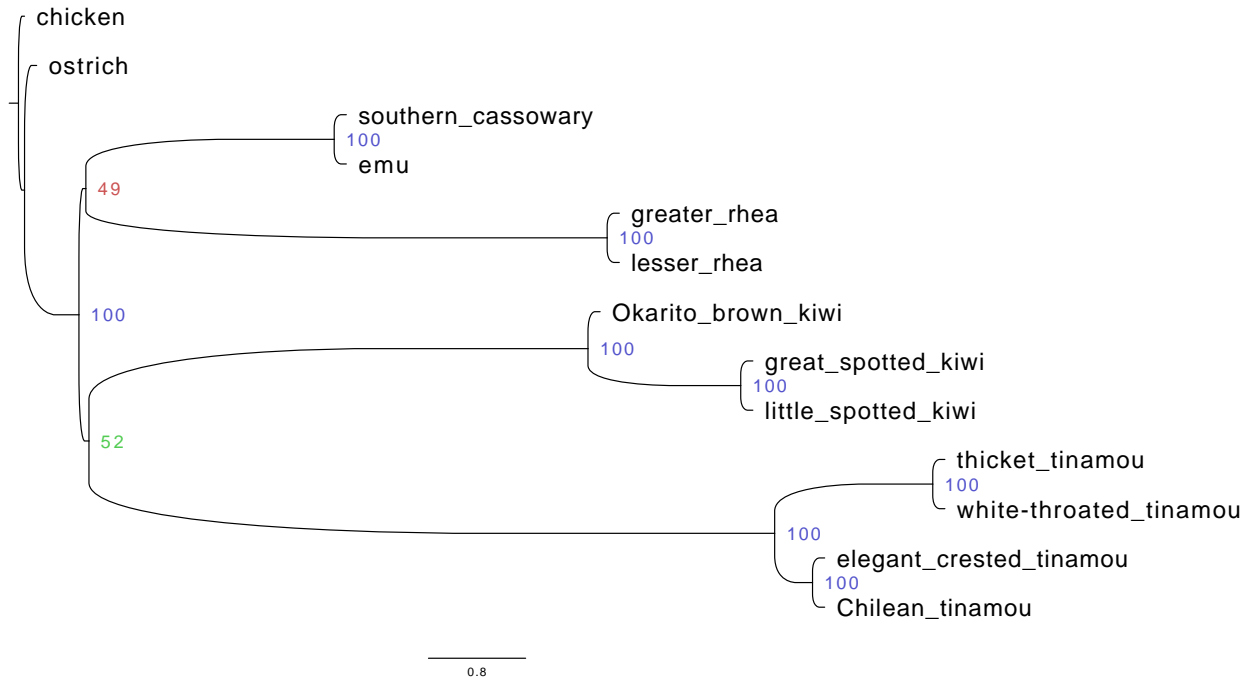 chicken
ostrich
southern_cassowary
100
emu
49
greater_rhea
100
lesser_rhea
100
Okarito_brown_kiwi
100
great_spotted_kiwi
100
little_spotted_kiwi
52
thicket_tinamou
100
white-throated_tinamou
100
elegant_crested_tinamou
100
Chilean_tinamou
0.8